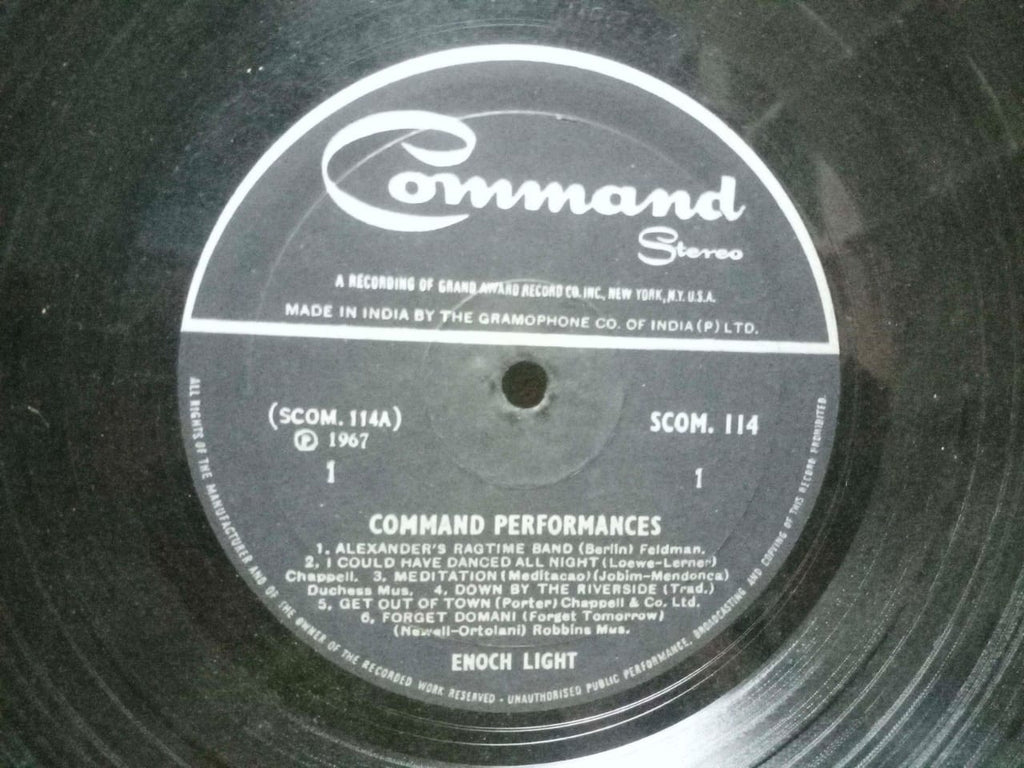 Command
Stereo
A RECORDING OF GRAND AWARD RECORD CO. INC., NEW YORK, N.Y. U.S.A.
MADE IN INDIA BY THE GRAMOPHONE CO. OF INDIA (P) LTD.
(SCOM. 114A)
℗ 1967
1
SCOM. 114
1
COMMAND PERFORMANCES
1. ALEXANDER'S RAGTIME BAND (Berlin) Feldman.
2. I COULD HAVE DANCED ALL NIGHT (Loewe-Lerner)
Chappell. 3. MEDITATION (Meditacao) (Jobim-Mendonca)
Duchess Mus. 4. DOWN BY THE RIVERSIDE (Trad.)
5. GET OUT OF TOWN (Porter) Chappell & Co. Ltd.
6. FORGET DOMANI (Forget Tomorrow)
(Newell-Ortolani) Robbins Mus.
ENOCH LIGHT
ALL RIGHTS OF THE MANUFACTURER AND OF THE OWNER OF THE RECORDED WORK RESERVED - UNAUTHORISED PUBLIC PERFORMANCE, BROADCASTING AND COPYING OF THIS RECORD PROHIBITED.